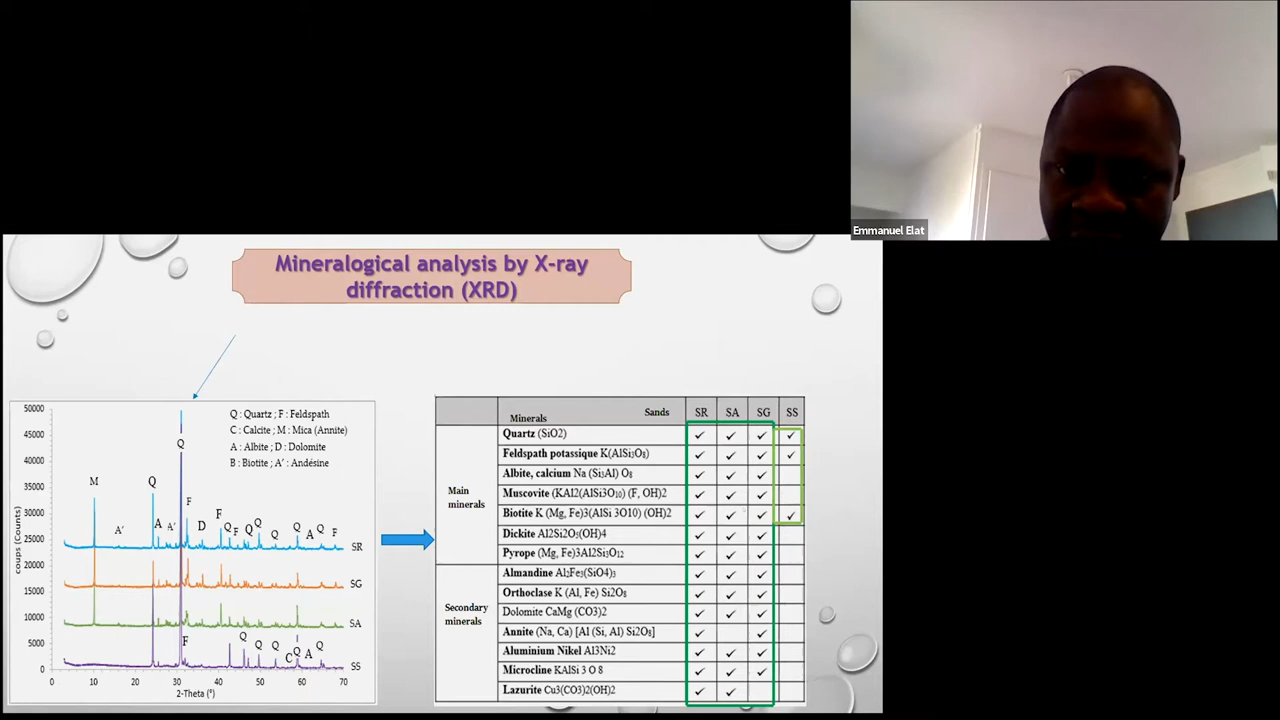 Emmanuel Elat
Mineralogical analysis by X-ray
diffraction (XRD)
50000
45000
40000
35000
30000
25000
20000
15000
10000
5000
0
coups (Counts)
Q : Quartz ; F : Feldspath
C : Calcite ; M : Mica (Annite)
A : Albite ; D : Dolomite
B : Biotite ; A' : Andésine
Q
M Q
F
A' A A' D F Q F Q Q Q Q A Q F
SR
SG
SA
F Q Q Q C I Q A Q
SS
0 10 20 30 40 50 60 70
2-Theta (°)
Minerals Sands SR SA SG SS
Main
minerals
Quartz (SiO2) ✓ ✓ ✓ ✓
Feldspath potassique K(AlSi3O8) ✓ ✓ ✓ ✓
Albite, calcium Na (Si3Al) O8 ✓ ✓ ✓
Muscovite (KAl2(AlSi3O10) (F, OH)2 ✓ ✓ ✓
Biotite K (Mg, Fe)3(AlSi 3O10) (OH)2 ✓ ✓ ✓ ✓
Dickite Al2Si2O5(OH)4 ✓ ✓ ✓
Pyrope (Mg, Fe)3Al2Si3O12 ✓ ✓ ✓
Secondary
minerals
Almandine Al2Fe3(SiO4)3 ✓ ✓ ✓
Orthoclase K (Al, Fe) Si2O8 ✓ ✓ ✓
Dolomite CaMg (CO3)2 ✓ ✓ ✓
Annite (Na, Ca) [Al (Si, Al) Si2O8] ✓ ✓
Aluminium Nikel Al3Ni2 ✓ ✓ ✓
Microcline KAlSi 3 O 8 ✓ ✓ ✓
Lazurite Cu3(CO3)2(OH)2 ✓ ✓